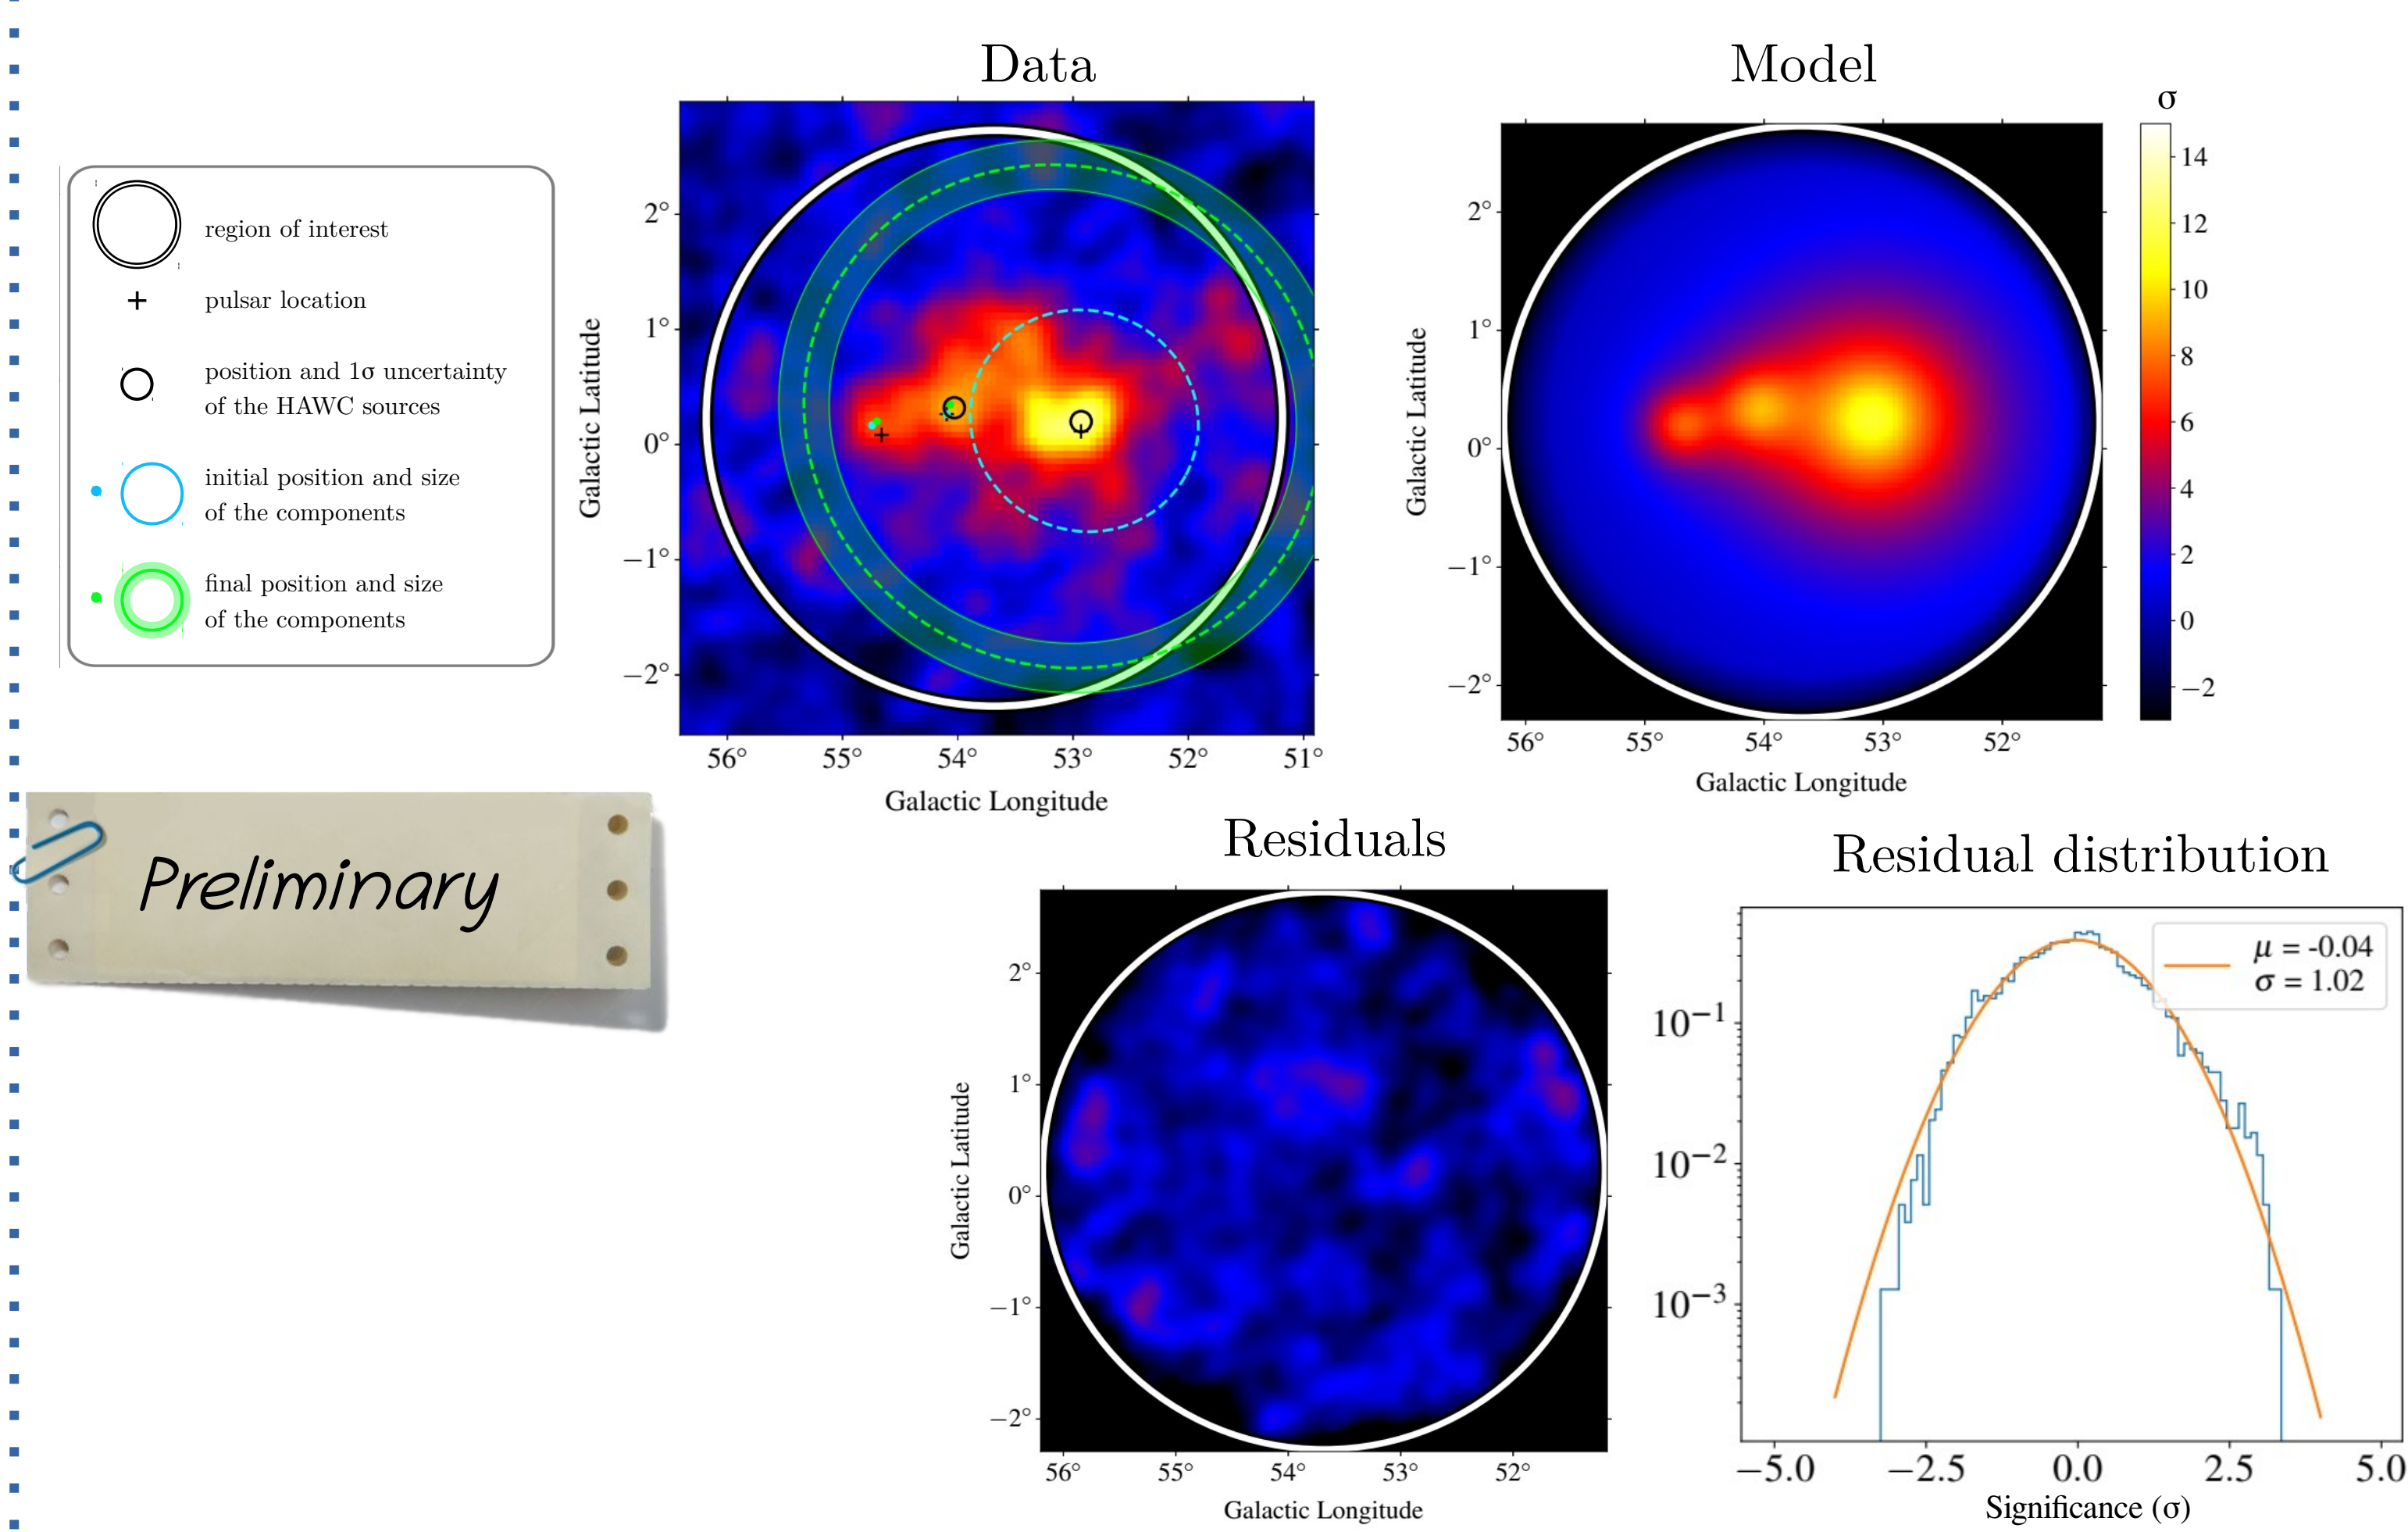 Data
Model
σ
region of interest
pulsar location
position and 1σ uncertainty
of the HAWC sources
initial position and size
of the components
final position and size
of the components
Galactic Latitude
2°
1°
0°
−1°
−2°
56°
55°
54°
53°
52°
51°
Galactic Longitude
Galactic Latitude
2°
1°
0°
−1°
−2°
56°
55°
54°
53°
52°
Galactic Longitude
14
12
10
8
6
4
2
0
−2
Preliminary
Residuals
Galactic Latitude
2°
1°
0°
−1°
−2°
56°
55°
54°
53°
52°
Galactic Longitude
Residual distribution
μ = -0.04
σ = 1.02
10⁻¹
10⁻²
10⁻³
−5.0
−2.5
0.0
2.5
5.0
Significance (σ)